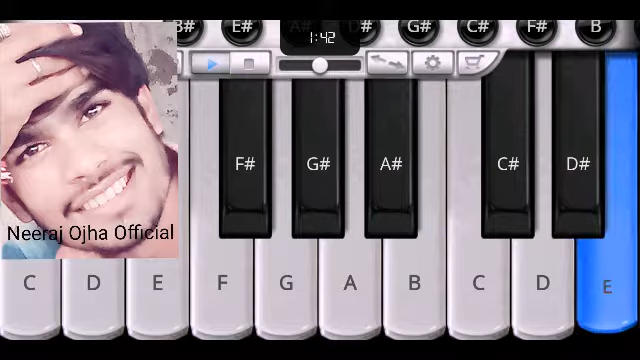 B# E# A# D# G# C# F# B
1:42
F# G# A# C# D#
Neeraj Ojha Official
C D E F G A B C D E